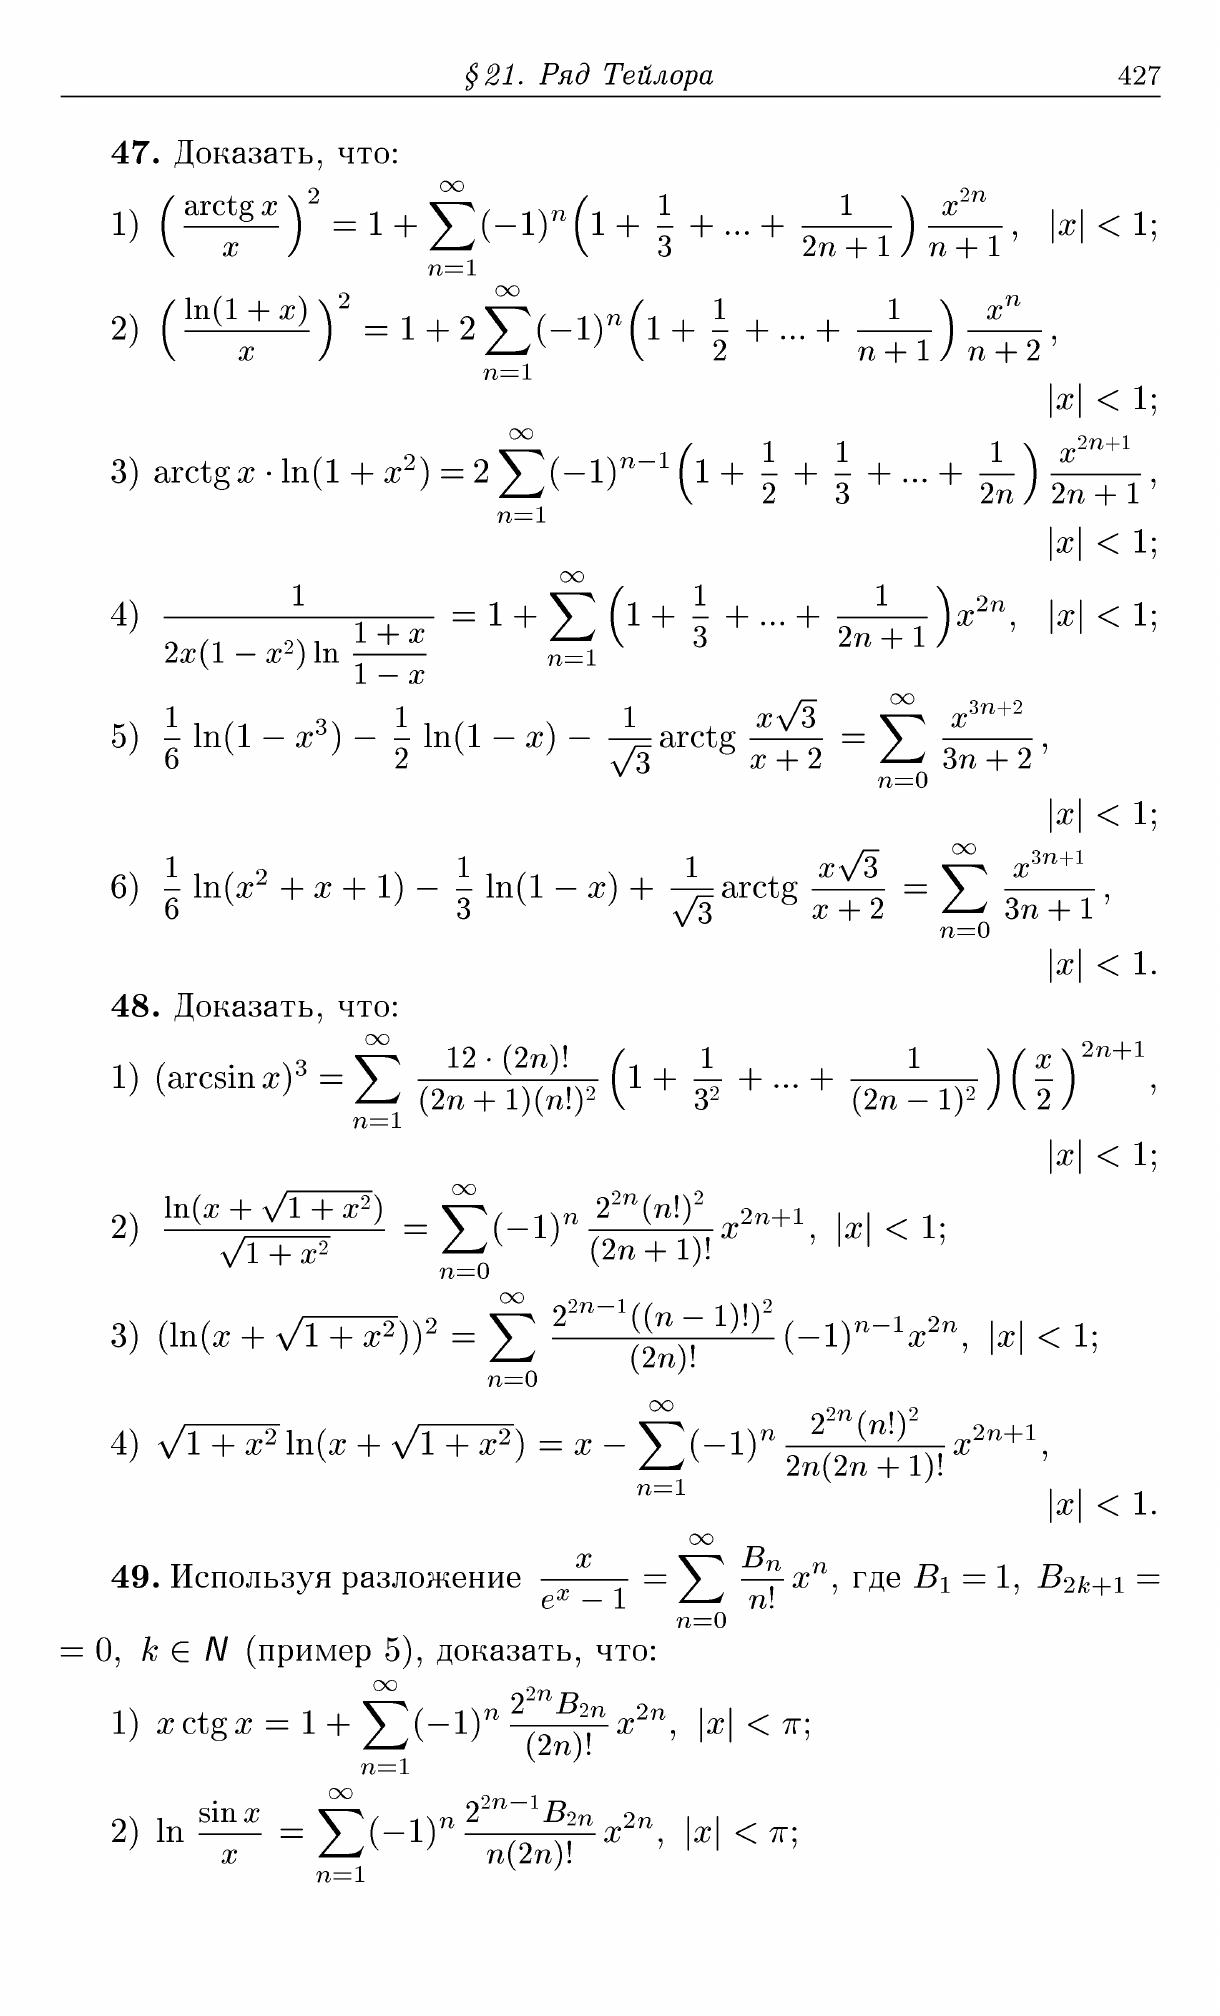 § 21. Ряд Тейлора 427
47. Доказать, что:
1) $\left(\frac{\operatorname{arctg} x}{x}\right)^2 = 1 + \sum_{n=1}^{\infty} (-1)^n \left(1 + \frac{1}{3} + ... + \frac{1}{2n+1}\right) \frac{x^{2n}}{n+1}, \quad |x| < 1;$
2) $\left(\frac{\ln(1+x)}{x}\right)^2 = 1 + 2 \sum_{n=1}^{\infty} (-1)^n \left(1 + \frac{1}{2} + ... + \frac{1}{n+1}\right) \frac{x^n}{n+2},$
$|x| < 1;$
3) $\operatorname{arctg} x \cdot \ln(1+x^2) = 2 \sum_{n=1}^{\infty} (-1)^{n-1} \left(1 + \frac{1}{2} + \frac{1}{3} + ... + \frac{1}{2n}\right) \frac{x^{2n+1}}{2n+1},$
$|x| < 1;$
4) $\frac{1}{2x(1-x^2) \ln \frac{1+x}{1-x}} = 1 + \sum_{n=1}^{\infty} \left(1 + \frac{1}{3} + ... + \frac{1}{2n+1}\right) x^{2n}, \quad |x| < 1;$
5) $\frac{1}{6} \ln(1-x^3) - \frac{1}{2} \ln(1-x) - \frac{1}{\sqrt{3}} \operatorname{arctg} \frac{x\sqrt{3}}{x+2} = \sum_{n=0}^{\infty} \frac{x^{3n+2}}{3n+2},$
$|x| < 1;$
6) $\frac{1}{6} \ln(x^2+x+1) - \frac{1}{3} \ln(1-x) + \frac{1}{\sqrt{3}} \operatorname{arctg} \frac{x\sqrt{3}}{x+2} = \sum_{n=0}^{\infty} \frac{x^{3n+1}}{3n+1},$
$|x| < 1.$
48. Доказать, что:
1) $(\arcsin x)^3 = \sum_{n=1}^{\infty} \frac{12 \cdot (2n)!}{(2n+1)(n!)^2} \left(1 + \frac{1}{3^2} + ... + \frac{1}{(2n-1)^2}\right) \left(\frac{x}{2}\right)^{2n+1},$
$|x| < 1;$
2) $\frac{\ln(x+\sqrt{1+x^2})}{\sqrt{1+x^2}} = \sum_{n=0}^{\infty} (-1)^n \frac{2^{2n}(n!)^2}{(2n+1)!} x^{2n+1}, \ |x| < 1;$
3) $(\ln(x+\sqrt{1+x^2}))^2 = \sum_{n=0}^{\infty} \frac{2^{2n-1}((n-1)!)^2}{(2n)!} (-1)^{n-1} x^{2n}, \ |x| < 1;$
4) $\sqrt{1+x^2} \ln(x+\sqrt{1+x^2}) = x - \sum_{n=1}^{\infty} (-1)^n \frac{2^{2n}(n!)^2}{2n(2n+1)!} x^{2n+1},$
$|x| < 1.$
49. Используя разложение $\frac{x}{e^x-1} = \sum_{n=0}^{\infty} \frac{B_n}{n!} x^n$, где $B_1 = 1, \ B_{2k+1} =$
$= 0, \ k \in N$ (пример 5), доказать, что:
1) $x \operatorname{ctg} x = 1 + \sum_{n=1}^{\infty} (-1)^n \frac{2^{2n} B_{2n}}{(2n)!} x^{2n}, \ |x| < \pi;$
2) $\ln \frac{\sin x}{x} = \sum_{n=1}^{\infty} (-1)^n \frac{2^{2n-1} B_{2n}}{n(2n)!} x^{2n}, \ |x| < \pi;$